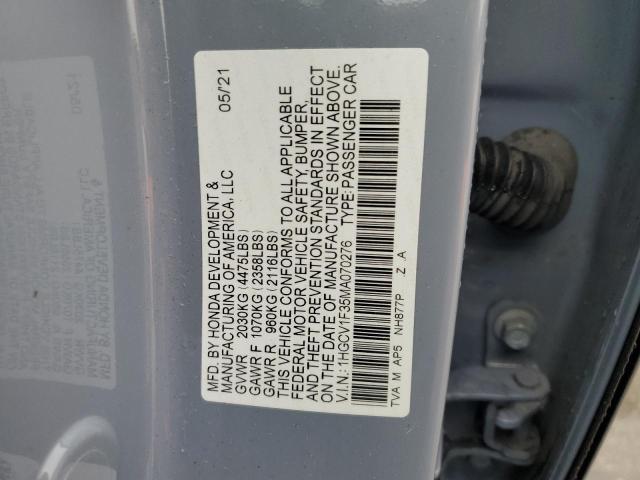 MFD. BY HONDA DEVELOPMENT & 05/'21
MANUFACTURING OF AMERICA, LLC
GVWR 2030KG (4475LBS)
GAWR F 1070KG (2358LBS)
GAWR R 960KG (2116LBS)
THIS VEHICLE CONFORMS TO ALL APPLICABLE
FEDERAL MOTOR VEHICLE SAFETY, BUMPER,
AND THEFT PREVENTION STANDARDS IN EFFECT
ON THE DATE OF MANUFACTURE SHOWN ABOVE.
V.I.N.: 1HGCV1F35MA070276 TYPE:PASSENGER CAR
TVA M AP5 NH877P Z .A